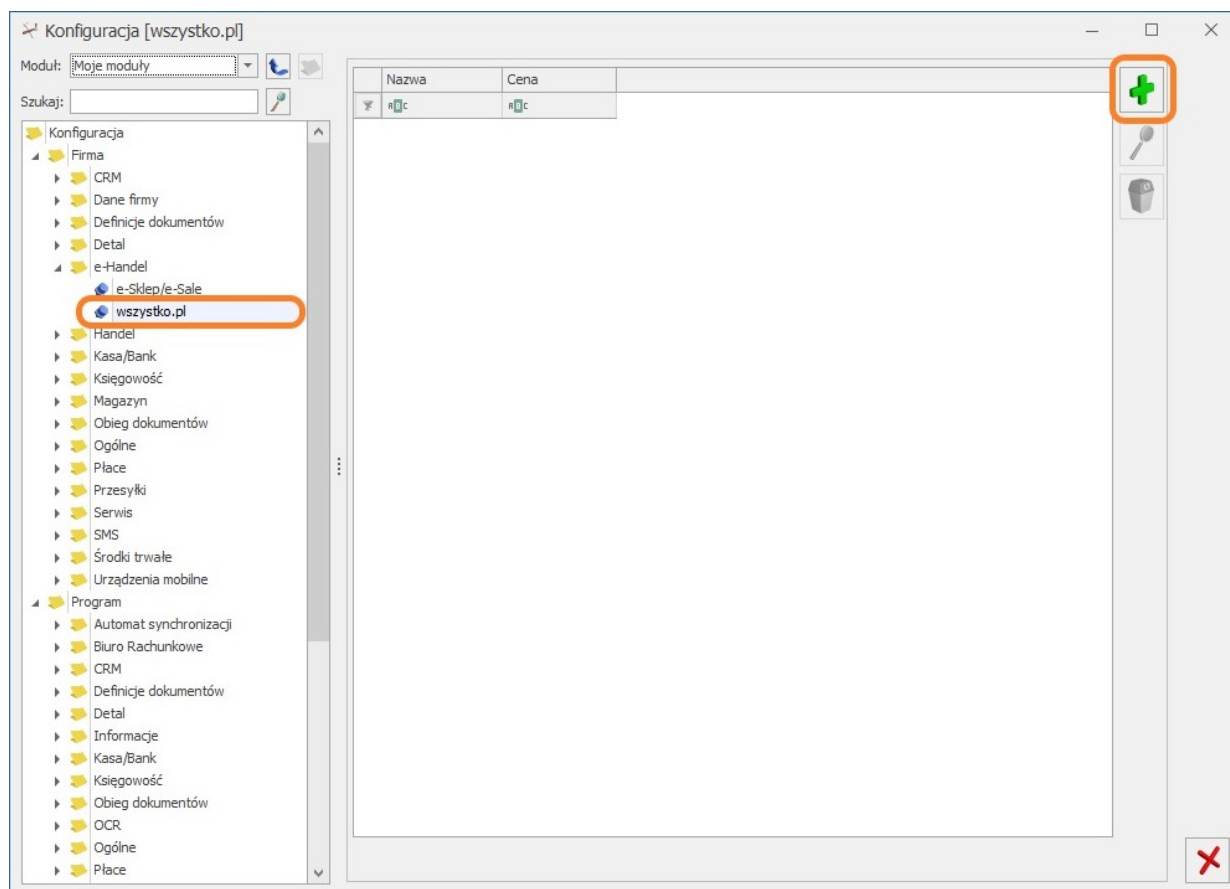 Konfiguracja [wszystko.pl]
Moduł: Moje moduły
Szukaj:
Nazwa Cena
ABC ABC
Konfiguracja
Firma
CRM
Dane firmy
Definicje dokumentów
Detal
e-Handel
e-Sklep/e-Sale
wszystko.pl
Handel
Kasa/Bank
Księgowość
Magazyn
Obieg dokumentów
Ogólne
Płace
Przesyłki
Serwis
SMS
Środki trwałe
Urządzenia mobilne
Program
Automat synchronizacji
Biuro Rachunkowe
CRM
Definicje dokumentów
Detal
Informacje
Kasa/Bank
Księgowość
Obieg dokumentów
OCR
Ogólne
Płace